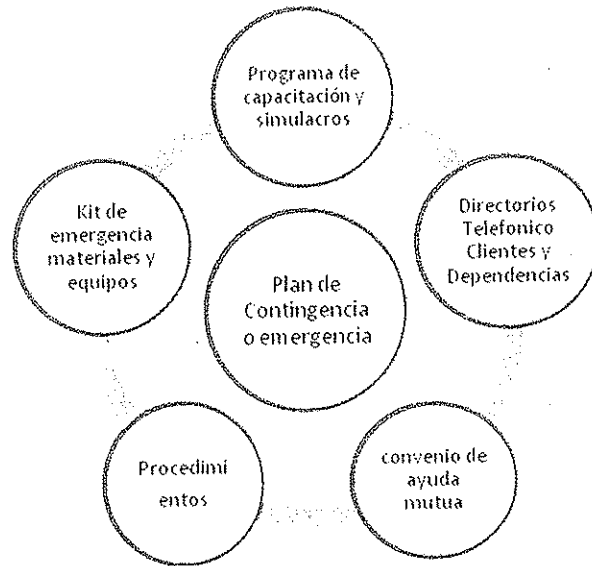 Programa de
capacitación y
simulacros
Directorios
Telefonico
Clientes y
Dependencias
convenio de
ayuda
mutua
Procedimi
entos
Kit de
emergencia
materiales y
equipos
Plan de
Contingencia
o emergencia